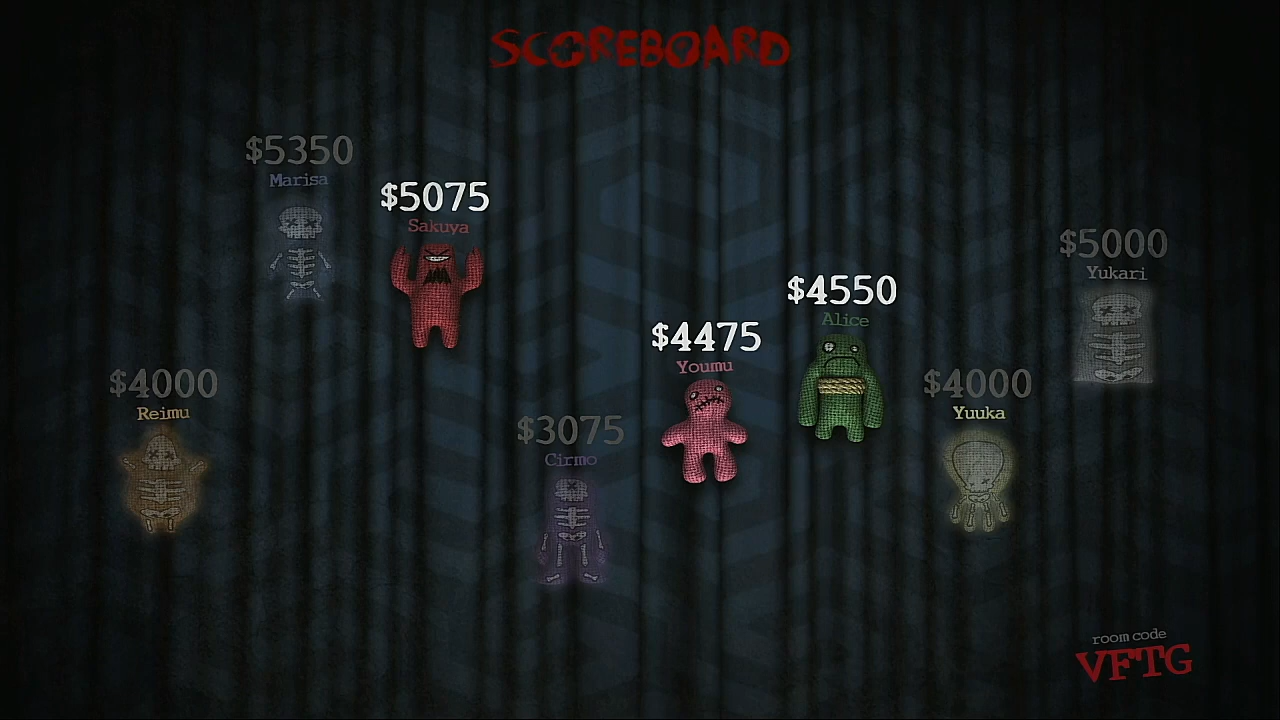 SCOREBOARD
$5350
Marisa
$5075
Sakuya
$5000
Yukari
$4550
Alice
$4475
Youmu
$4000
Reimu
$4000
Yuuka
$3075
Cirmo
room code
VFTG